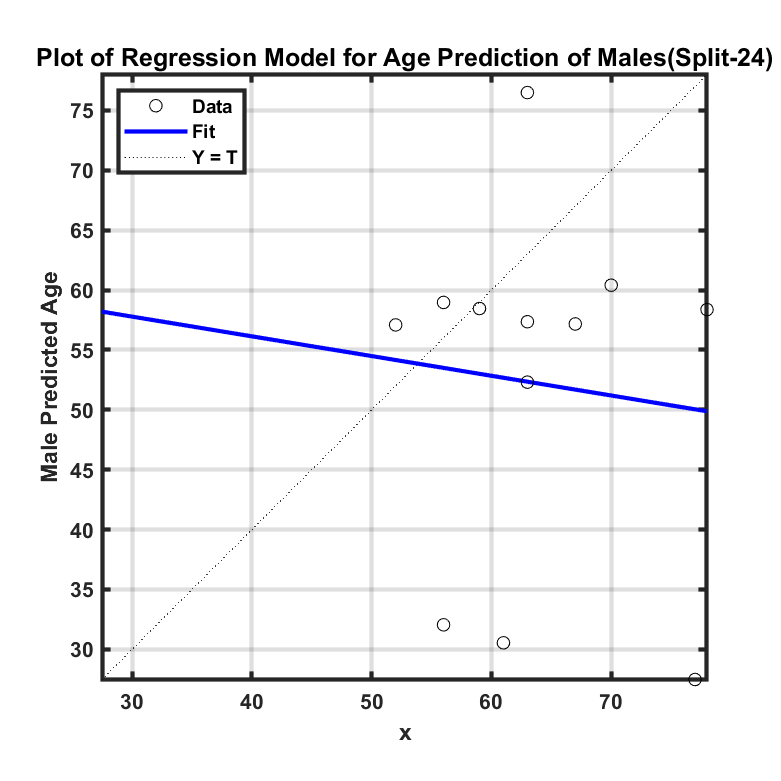 Plot of Regression Model for Age Prediction of Males(Split-24)
Data
Fit
Y = T
Male Predicted Age
75
70
65
60
55
50
45
40
35
30
30 40 50 60 70
x